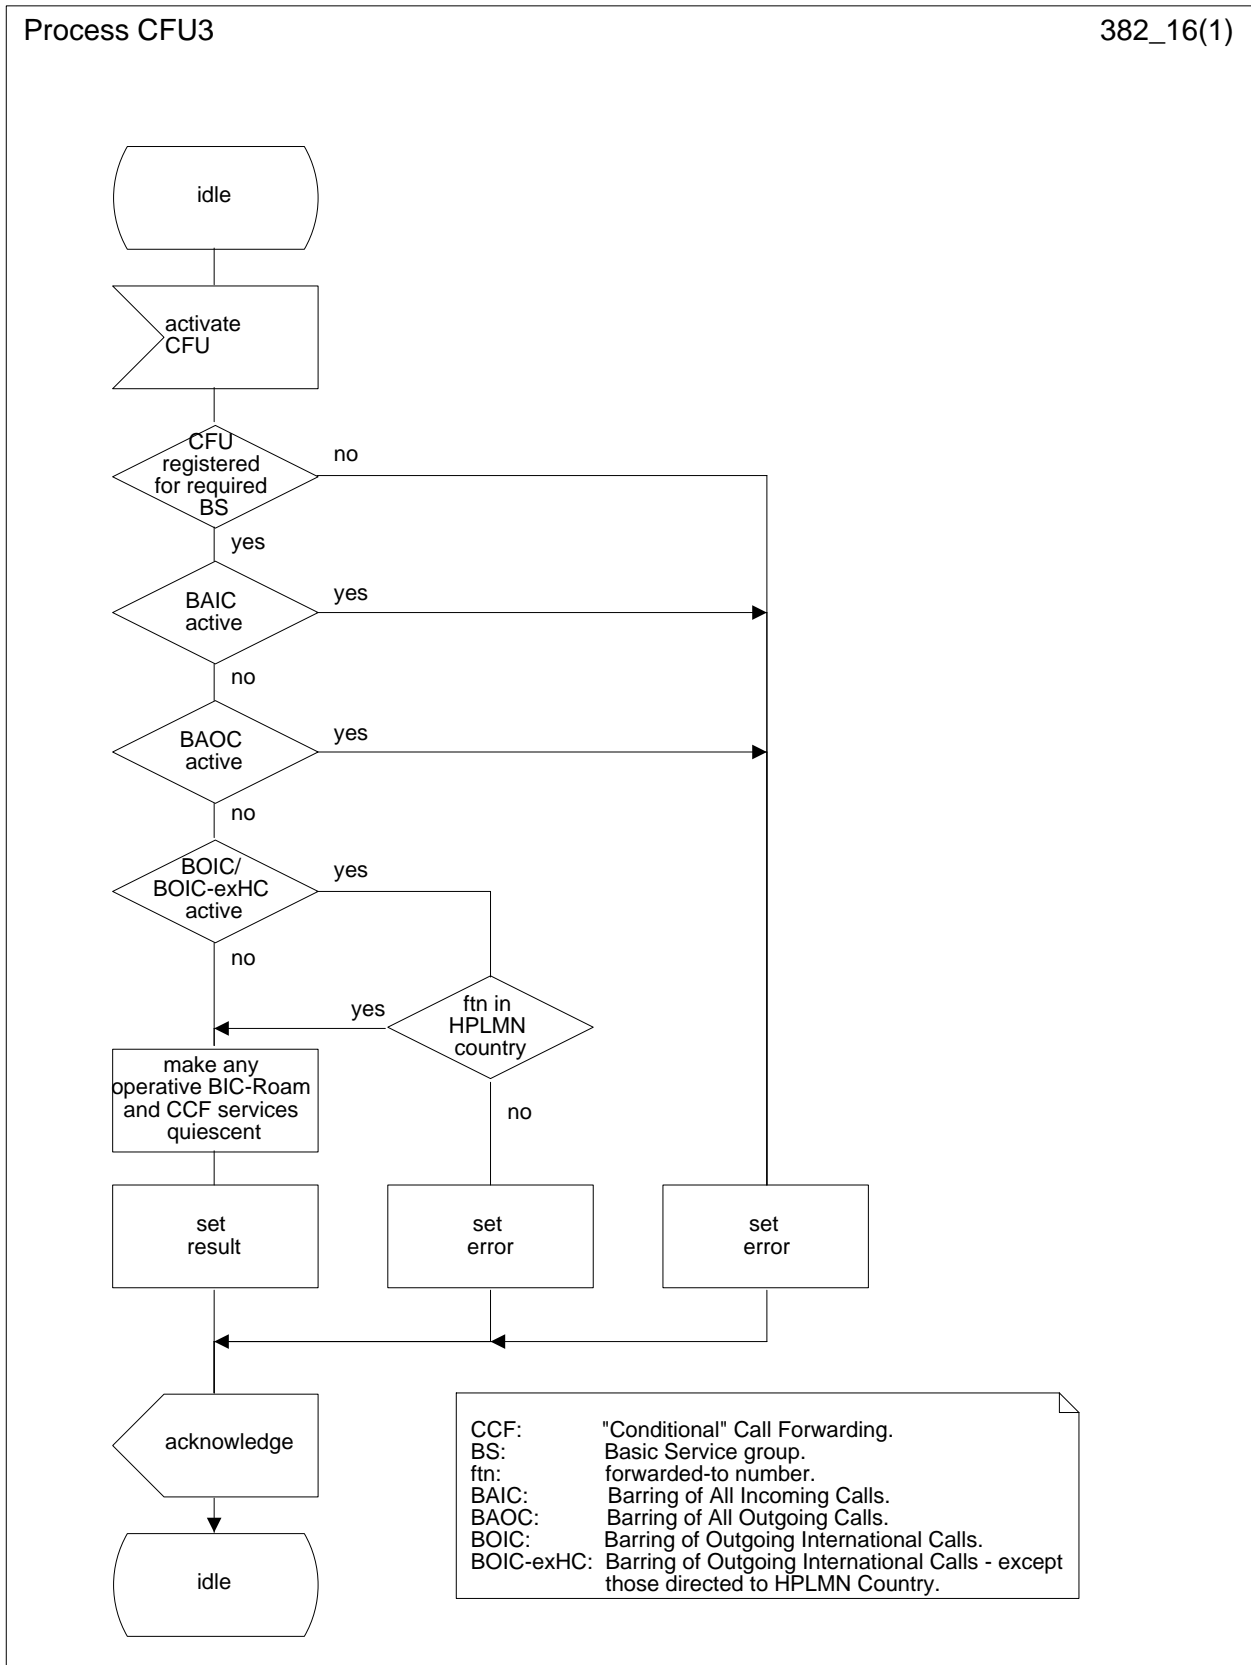 Process CFU3
382_16(1)
idle
activate
CFU
CFU
registered
for required
BS
no
yes
BAIC
active
yes
no
BAOC
active
yes
no
BOIC/
BOIC-exHC
active
yes
no
yes
ftn in
HPLMN
country
make any
operative BIC-Roam
and CCF services
quiescent
no
set
result
set
error
set
error
acknowledge
CCF: "Conditional" Call Forwarding.
BS: Basic Service group.
ftn: forwarded-to number.
BAIC: Barring of All Incoming Calls.
BAOC: Barring of All Outgoing Calls.
BOIC: Barring of Outgoing International Calls.
BOIC-exHC: Barring of Outgoing International Calls - except
those directed to HPLMN Country.
idle